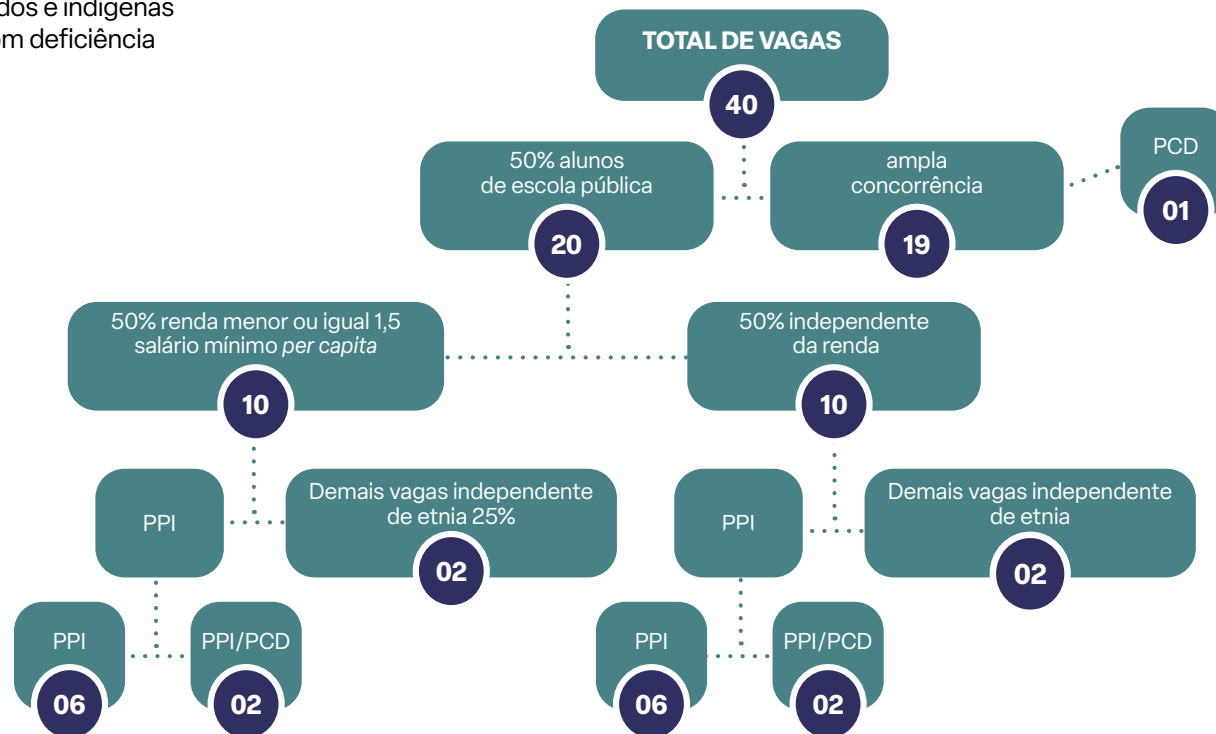 dos e indígenas
om deficiência
TOTAL DE VAGAS
40
50% alunos
de escola pública
20
ampla
concorrência
19
PCD
01
50% renda menor ou igual 1,5
salário mínimo per capita
10
50% independente
da renda
10
PPI
Demais vagas independente
de etnia 25%
02
PPI
Demais vagas independente
de etnia
02
PPI
06
PPI/PCD
02
PPI
06
PPI/PCD
02